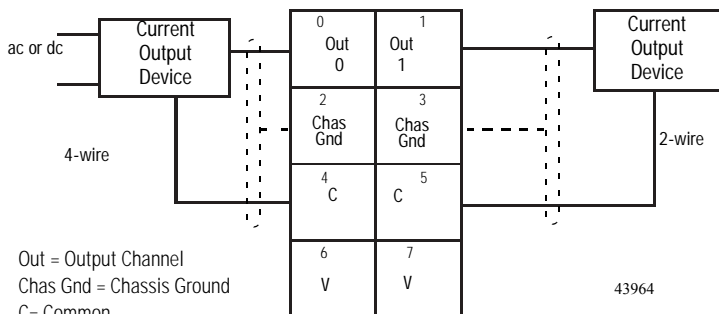 ac or dc
Current
Output
Device
4-wire
0
Out
0
1
Out
1
2
Chas
Gnd
3
Chas
Gnd
4
C
5
C
6
V
7
V
Current
Output
Device
2-wire
Out = Output Channel
Chas Gnd = Chassis Ground
C= Common
43964